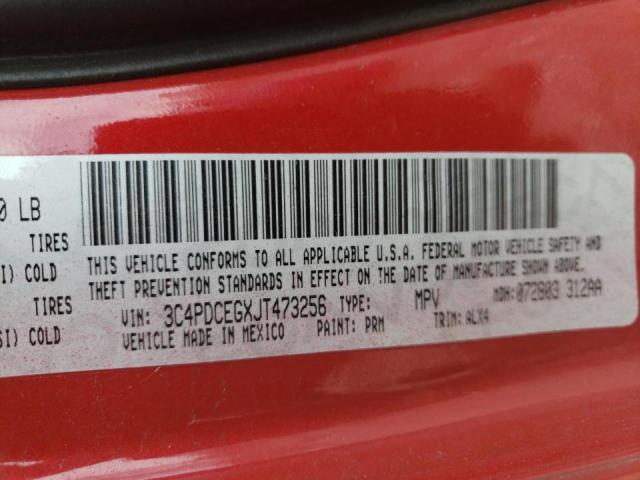 0 LB
TIRES
I) COLD
TIRES
SI) COLD
THIS VEHICLE CONFORMS TO ALL APPLICABLE U.S.A. FEDERAL MOTOR VEHICLE SAFETY AND
THEFT PREVENTION STANDARDS IN EFFECT ON THE DATE OF MANUFACTURE SHOWN ABOVE.
VIN: 3C4PDCEGXJT473256 TYPE: MPV MDH: 072803 312AA
VEHICLE MADE IN MEXICO PAINT: PRM TRIM: ALX4